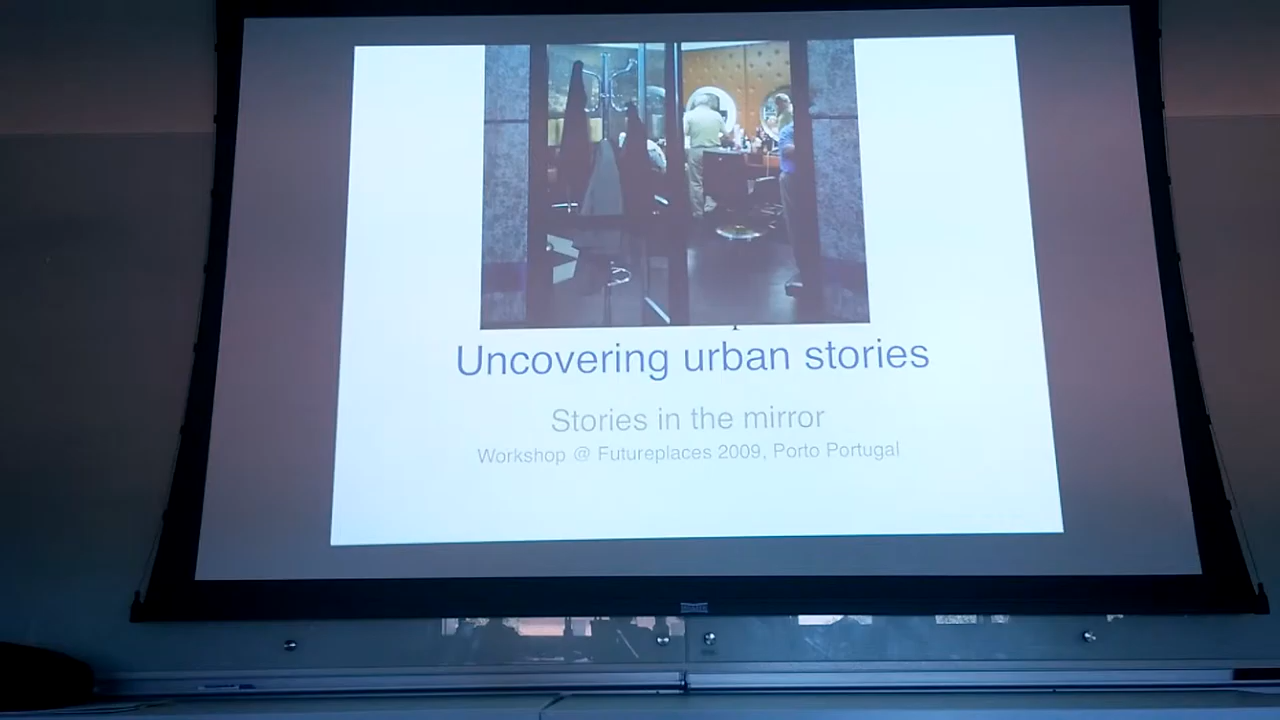 Uncovering urban stories
Stories in the mirror
Workshop @ Futureplaces 2009, Porto Portugal